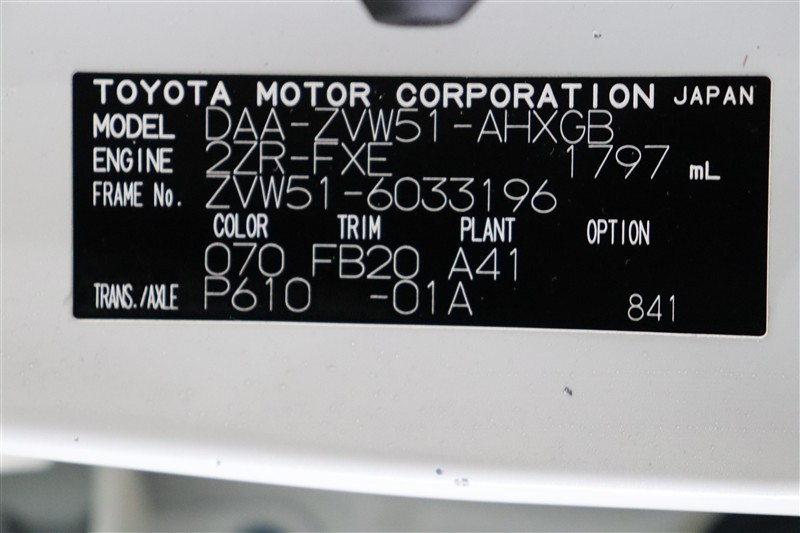 TOYOTA MOTOR CORPORATION JAPAN
MODEL DAA-ZVW51-AHXGB
ENGINE 2ZR-FXE 1797 mL
FRAME No. ZVW51-6033196
COLOR TRIM PLANT OPTION
070 FB20 A41
TRANS./AXLE P610 -01A 841